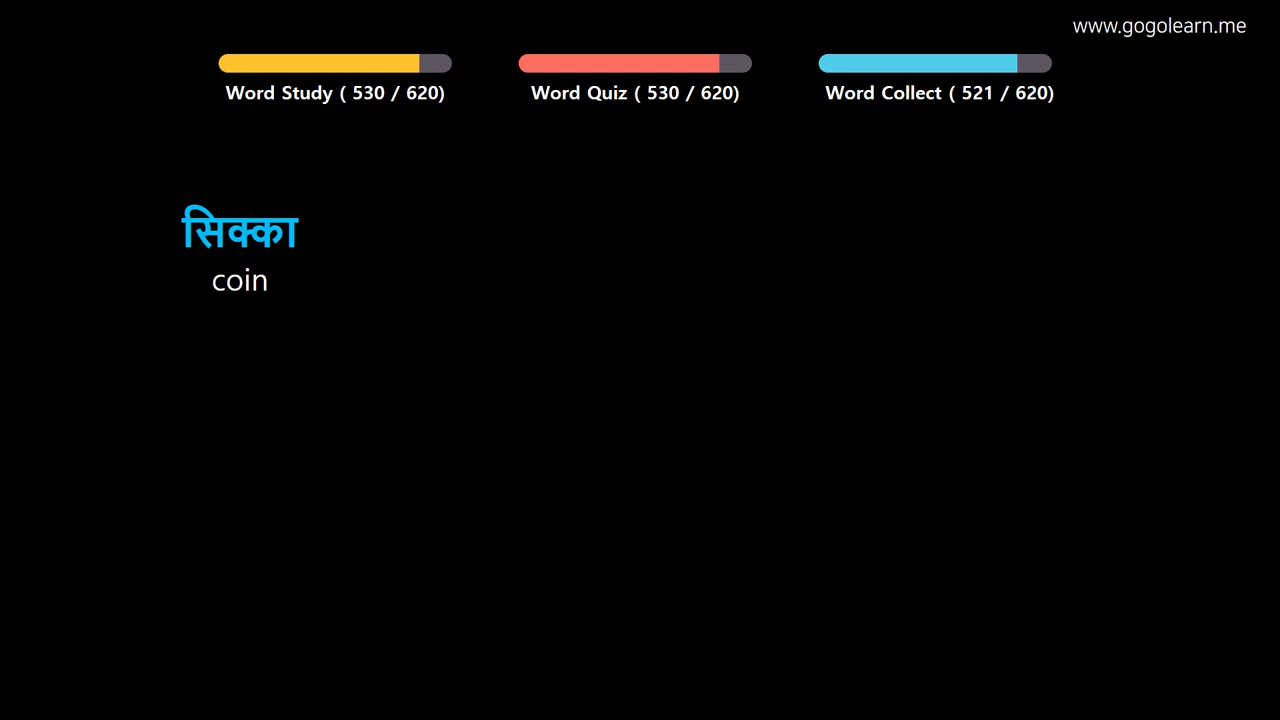 www.gogolearn.me
Word Study ( 530 / 620)
Word Quiz ( 530 / 620)
Word Collect ( 521 / 620)
सिक्का
coin